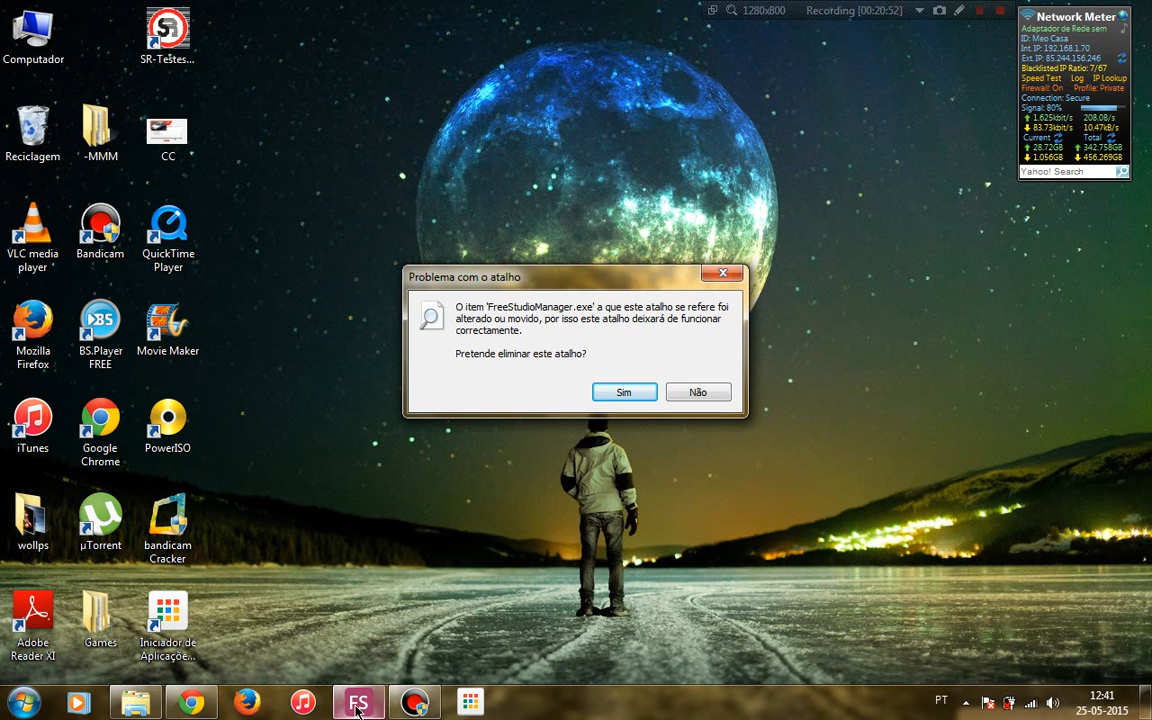 1280x800
Recording [00:20:52]
Network Meter
Adaptador de Rede sem
ID: Meo Casa
Int. IP: 192.168.1.70
Ext. IP: 85.244.156.246
Blacklisted IP Ratio: 7/67
Speed Test Log IP Lookup
Firewall: On Profile: Private
Connection: Secure
Signal: 80%
1.625kbit/s 208.0B/s
83.73kbit/s 10.47kB/s
Current Total
28.72GB 342.758GB
1.056GB 456.269GB
Yahoo! Search
Computador
SR-Testes...
Reciclagem
-MMM
CC
VLC media
player
Bandicam
QuickTime
Player
Mozilla
Firefox
BS.Player
FREE
Movie Maker
iTunes
Google
Chrome
PowerISO
wollps
µTorrent
bandicam
Cracker
Adobe
Reader XI
Games
Iniciador de
Aplicaçõe...
Problema com o atalho
O item 'FreeStudioManager.exe' a que este atalho se refere foi
alterado ou movido, por isso este atalho deixará de funcionar
correctamente.
Pretende eliminar este atalho?
Sim
Não
FS
PT
12:41
25-05-2015